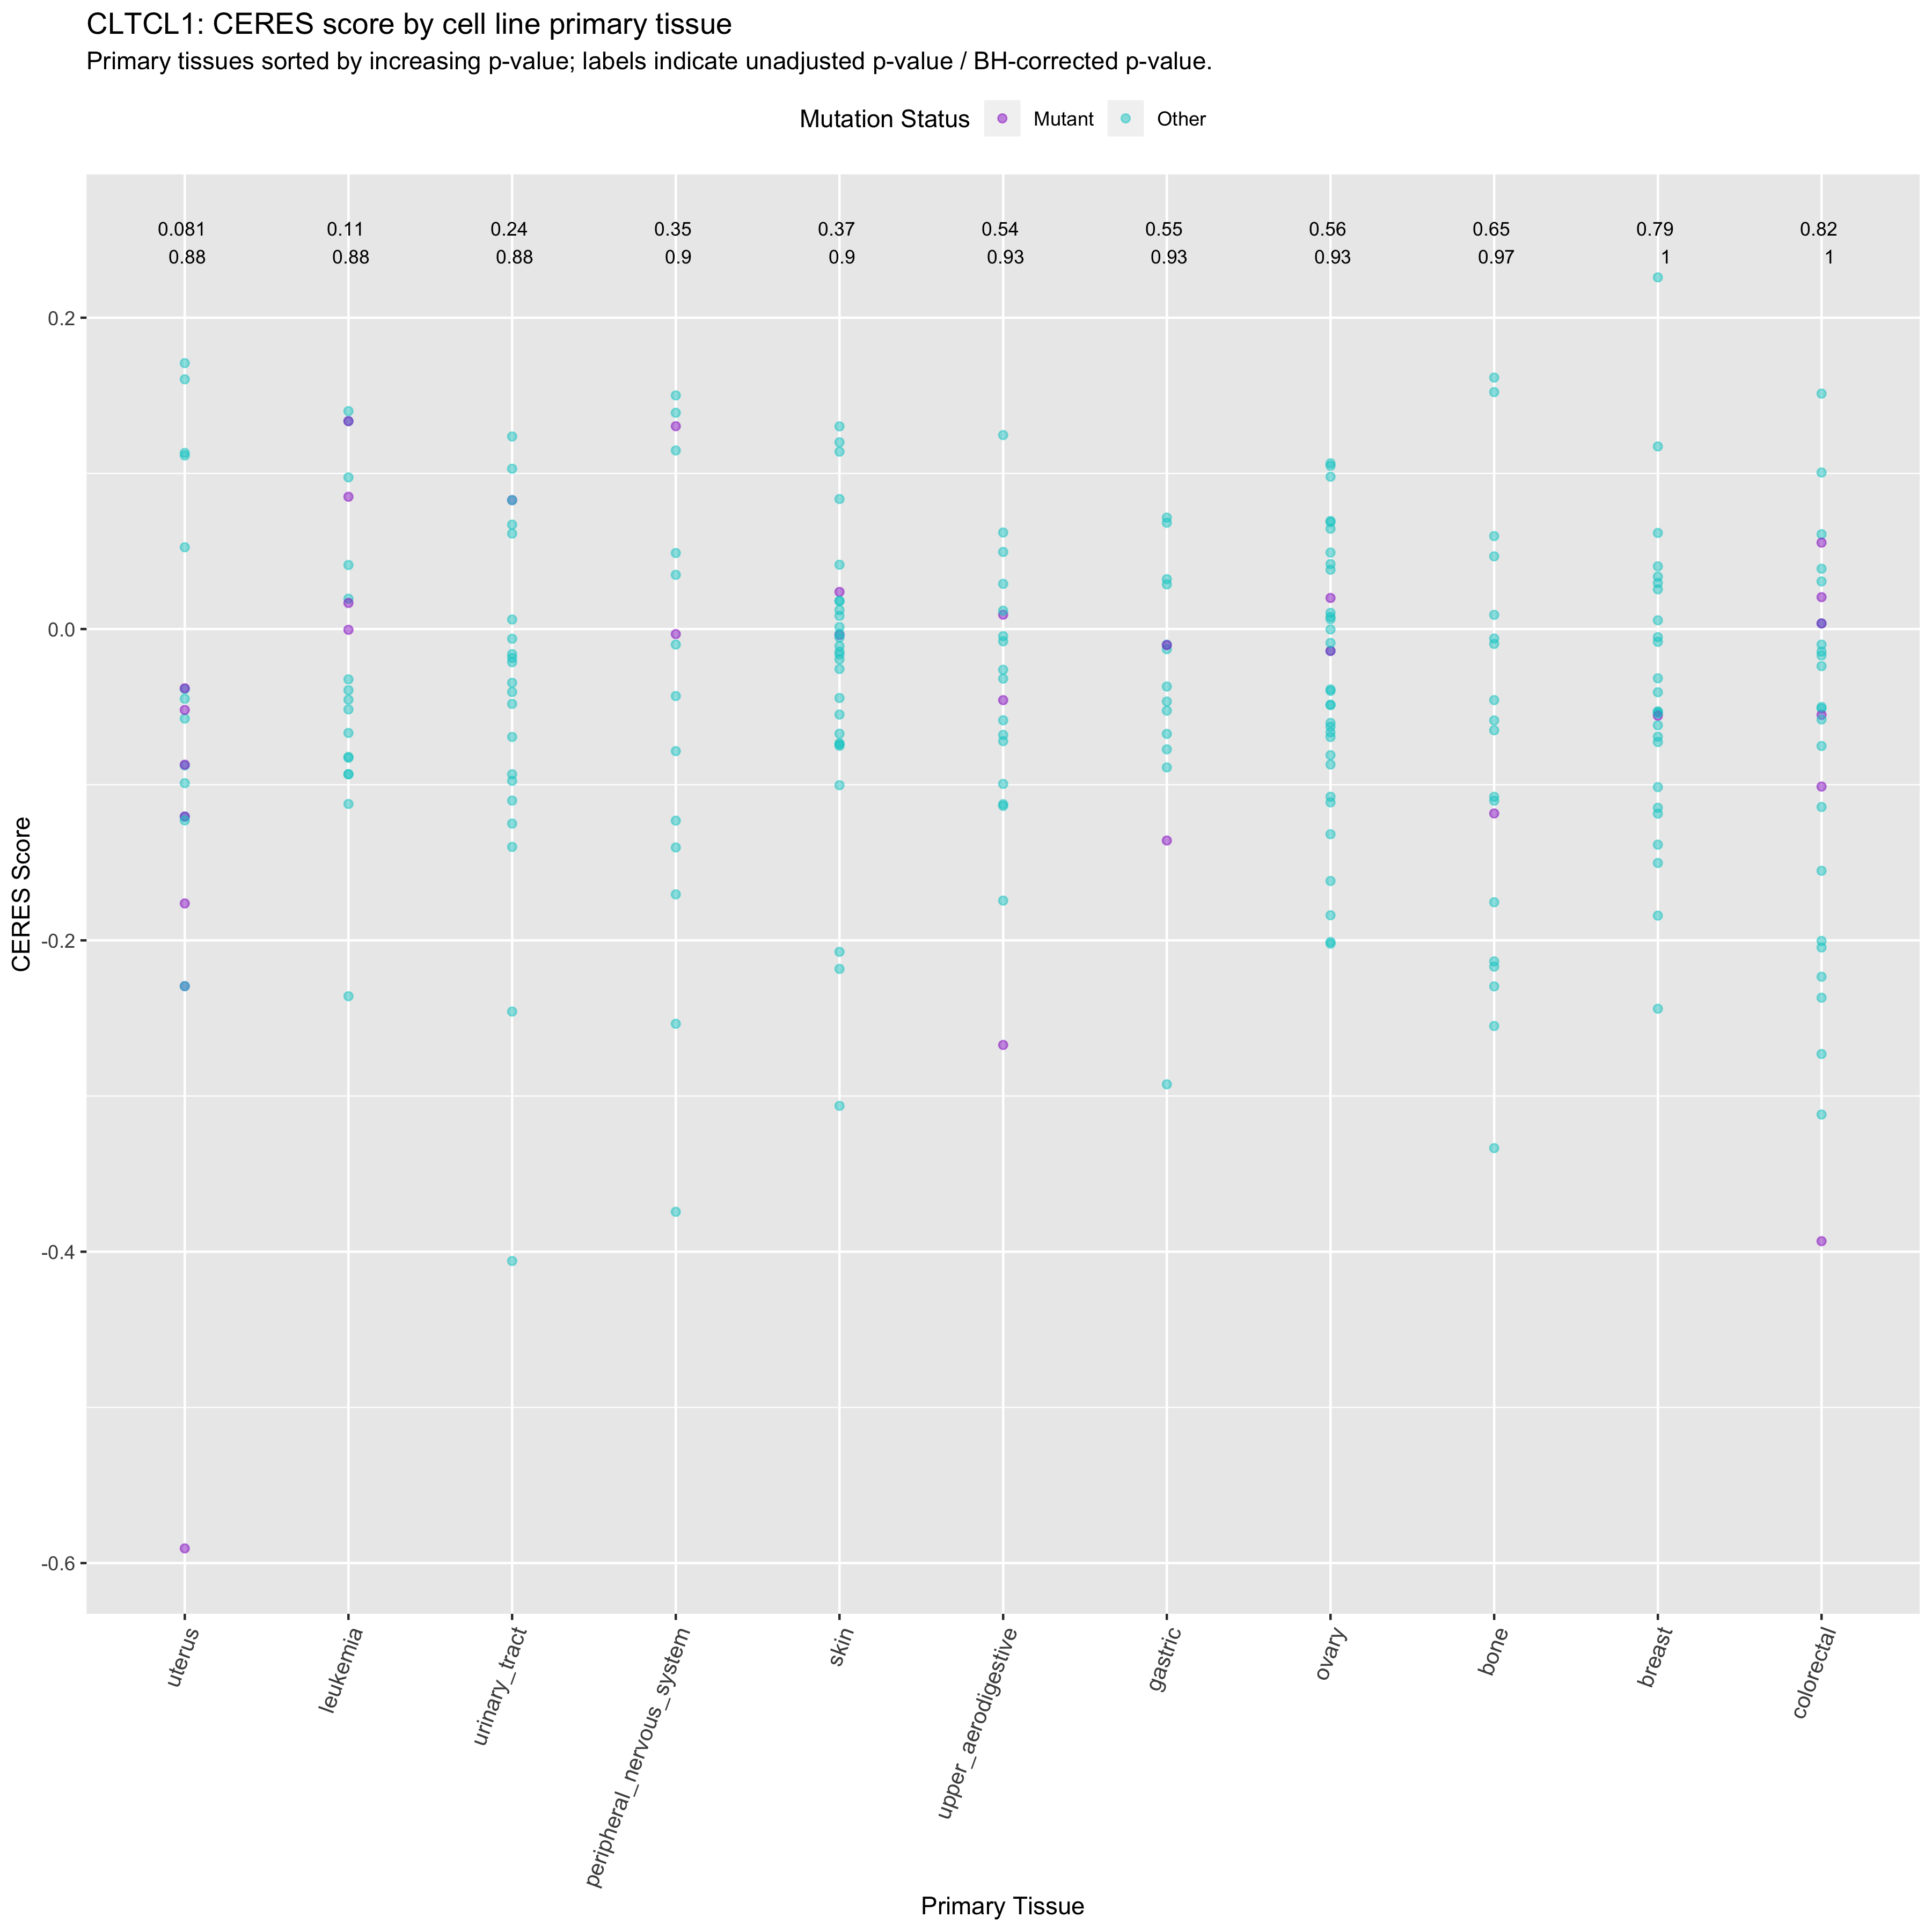 CLTCL1: CERES score by cell line primary tissue
Primary tissues sorted by increasing p-value; labels indicate unadjusted p-value / BH-corrected p-value.
Mutation Status Mutant Other
0.081 0.11 0.24 0.35 0.37 0.54 0.55 0.56 0.65 0.79 0.82
0.88 0.88 0.88 0.9 0.9 0.93 0.93 0.93 0.97 1 1
0.2
0.0
-0.2
-0.4
-0.6
CERES Score
uterus leukemia urinary_tract peripheral_nervous_system skin upper_aerodigestive gastric ovary bone breast colorectal
Primary Tissue